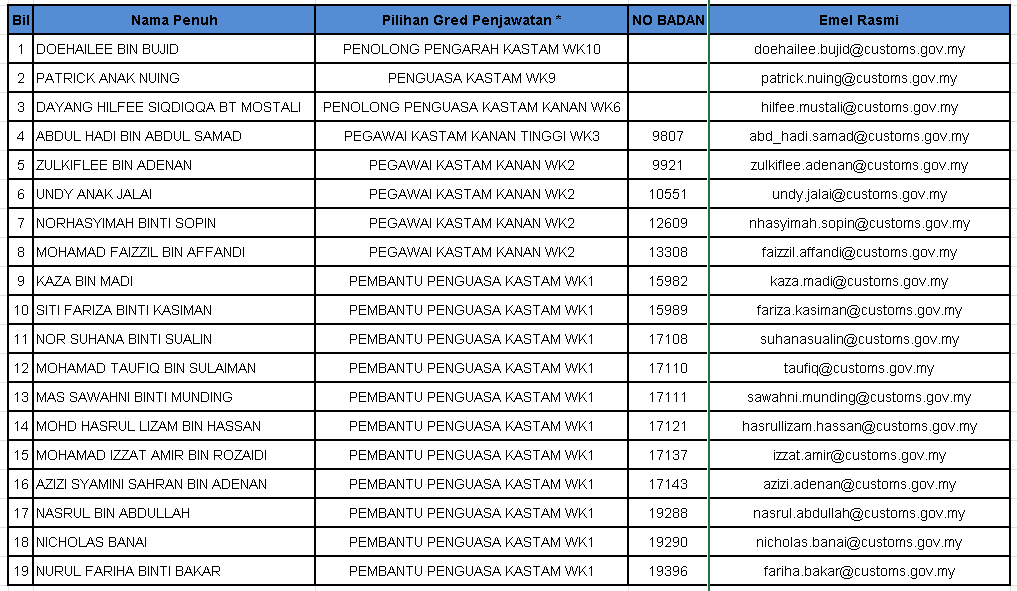 Bil Nama Penuh Pilihan Gred Penjawatan * NO BADAN Emel Rasmi
1 DOEHAILEE BIN BUJID PENOLONG PENGARAH KASTAM WK10 doehailee.bujid@customs.gov.my
2 PATRICK ANAK NUING PENGUASA KASTAM WK9 patrick.nuing@customs.gov.my
3 DAYANG HILFEE SIQDIQQA BT MOSTALI PENOLONG PENGUASA KASTAM KANAN WK6 hilfee.mustali@customs.gov.my
4 ABDUL HADI BIN ABDUL SAMAD PEGAWAI KASTAM KANAN TINGGI WK3 9807 abd_hadi.samad@customs.gov.my
5 ZULKIFLEE BIN ADENAN PEGAWAI KASTAM KANAN WK2 9921 zulkiflee.adenan@customs.gov.my
6 UNDY ANAK JALAI PEGAWAI KASTAM KANAN WK2 10551 undy.jalai@customs.gov.my
7 NORHASYIMAH BINTI SOPIN PEGAWAI KASTAM KANAN WK2 12609 nhasyimah.sopin@customs.gov.my
8 MOHAMAD FAIZZIL BIN AFFANDI PEGAWAI KASTAM KANAN WK2 13308 faizzil.affandi@customs.gov.my
9 KAZA BIN MADI PEMBANTU PENGUASA KASTAM WK1 15982 kaza.madi@customs.gov.my
10 SITI FARIZA BINTI KASIMAN PEMBANTU PENGUASA KASTAM WK1 15989 fariza.kasiman@customs.gov.my
11 NOR SUHANA BINTI SUALIN PEMBANTU PENGUASA KASTAM WK1 17108 suhanasualin@customs.gov.my
12 MOHAMAD TAUFIQ BIN SULAIMAN PEMBANTU PENGUASA KASTAM WK1 17110 taufiq@customs.gov.my
13 MAS SAWAHNI BINTI MUNDING PEMBANTU PENGUASA KASTAM WK1 17111 sawahni.munding@customs.gov.my
14 MOHD HASRUL LIZAM BIN HASSAN PEMBANTU PENGUASA KASTAM WK1 17121 hasrullizam.hassan@customs.gov.my
15 MOHAMAD IZZAT AMIR BIN ROZAIDI PEMBANTU PENGUASA KASTAM WK1 17137 izzat.amir@customs.gov.my
16 AZIZI SYAMINI SAHRAN BIN ADENAN PEMBANTU PENGUASA KASTAM WK1 17143 azizi.adenan@customs.gov.my
17 NASRUL BIN ABDULLAH PEMBANTU PENGUASA KASTAM WK1 19288 nasrul.abdullah@customs.gov.my
18 NICHOLAS BANAI PEMBANTU PENGUASA KASTAM WK1 19290 nicholas.banai@customs.gov.my
19 NURUL FARIHA BINTI BAKAR PEMBANTU PENGUASA KASTAM WK1 19396 fariha.bakar@customs.gov.my